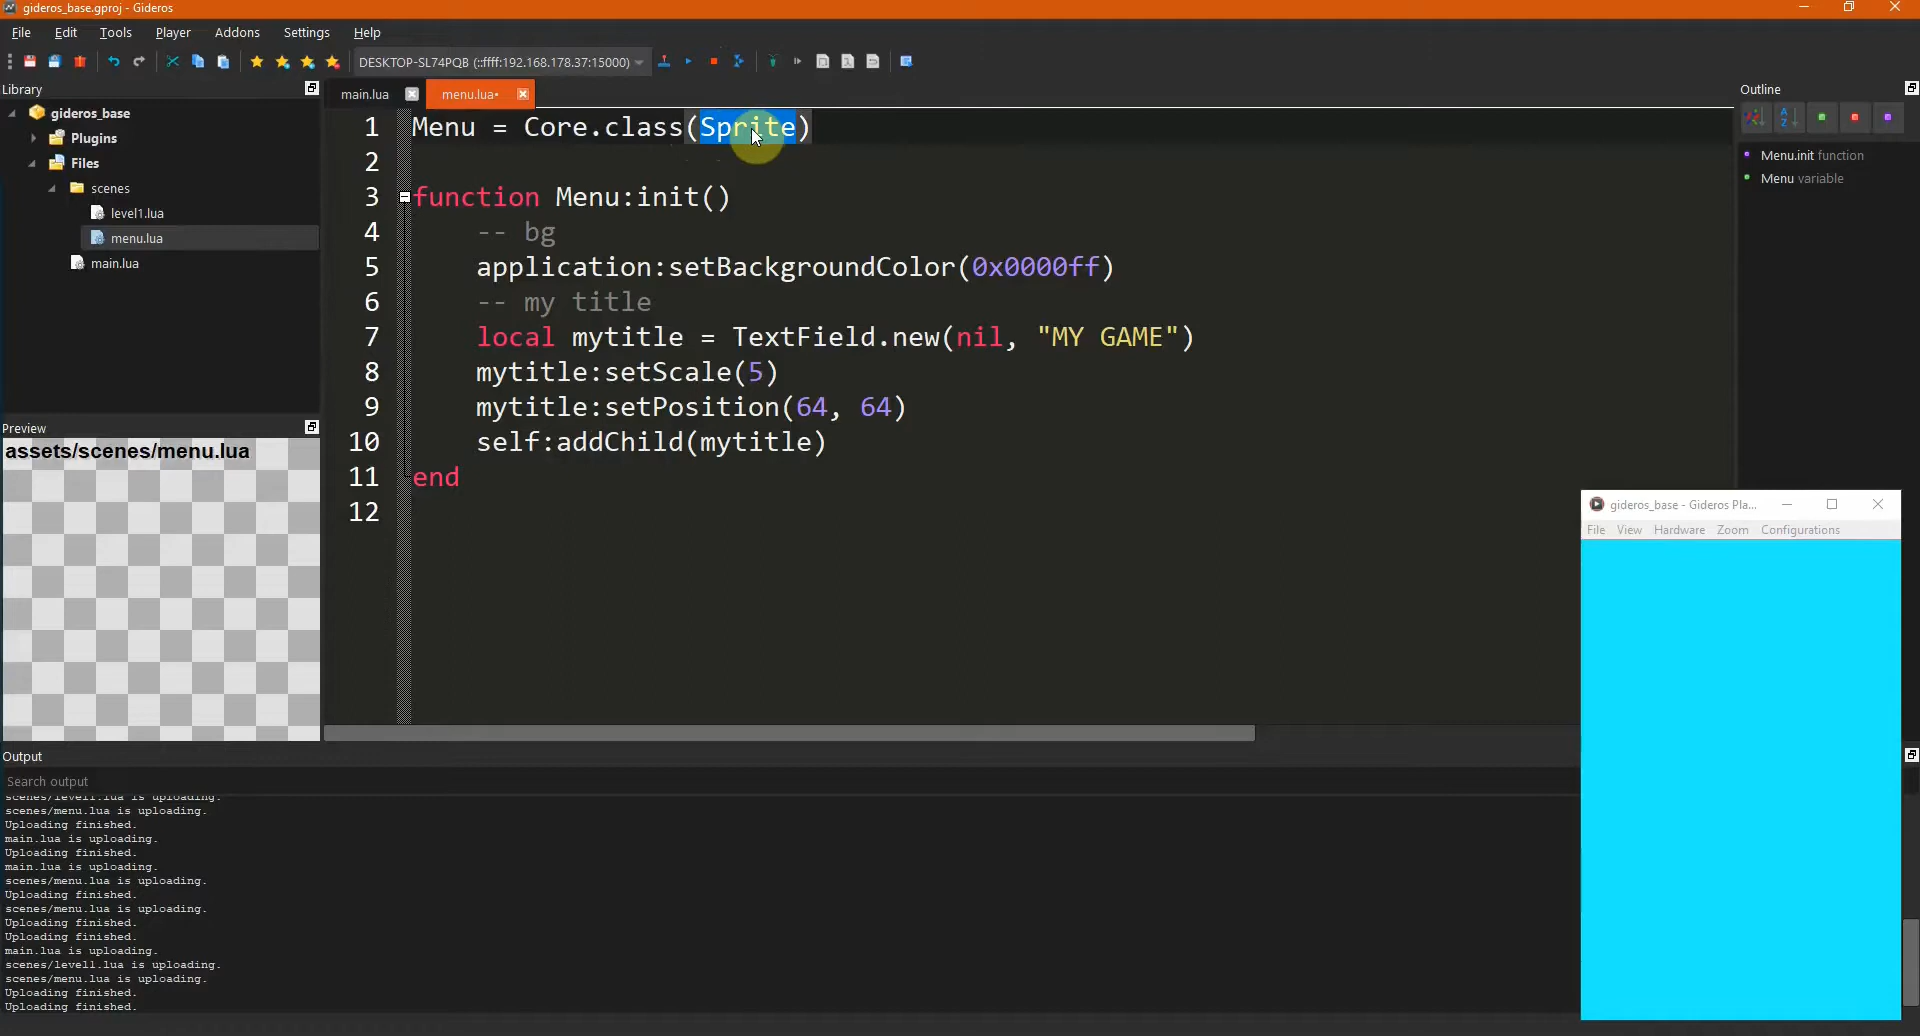 gideros_base.gproj - Gideros
File Edit Tools Player Addons Settings Help
DESKTOP-SL74PQB (::ffff:192.168.178.37:15000)
Library
gideros_base
Plugins
Files
scenes
level1.lua
menu.lua
main.lua
Preview
assets/scenes/menu.lua
main.lua menu.lua•
1 Menu = Core.class(Sprite)
2
3 function Menu:init()
4 -- bg
5 application:setBackgroundColor(0x0000ff)
6 -- my title
7 local mytitle = TextField.new(nil, "MY GAME")
8 mytitle:setScale(5)
9 mytitle:setPosition(64, 64)
10 self:addChild(mytitle)
11 end
12
Outline
Menu.init function
Menu variable
gideros_base - Gideros Pla...
File View Hardware Zoom Configurations
Output
Search output
scenes/level1.lua is uploading.
scenes/menu.lua is uploading.
Uploading finished.
main.lua is uploading.
Uploading finished.
main.lua is uploading.
scenes/menu.lua is uploading.
Uploading finished.
scenes/menu.lua is uploading.
Uploading finished.
Uploading finished.
main.lua is uploading.
scenes/level1.lua is uploading.
scenes/menu.lua is uploading.
Uploading finished.
Uploading finished.